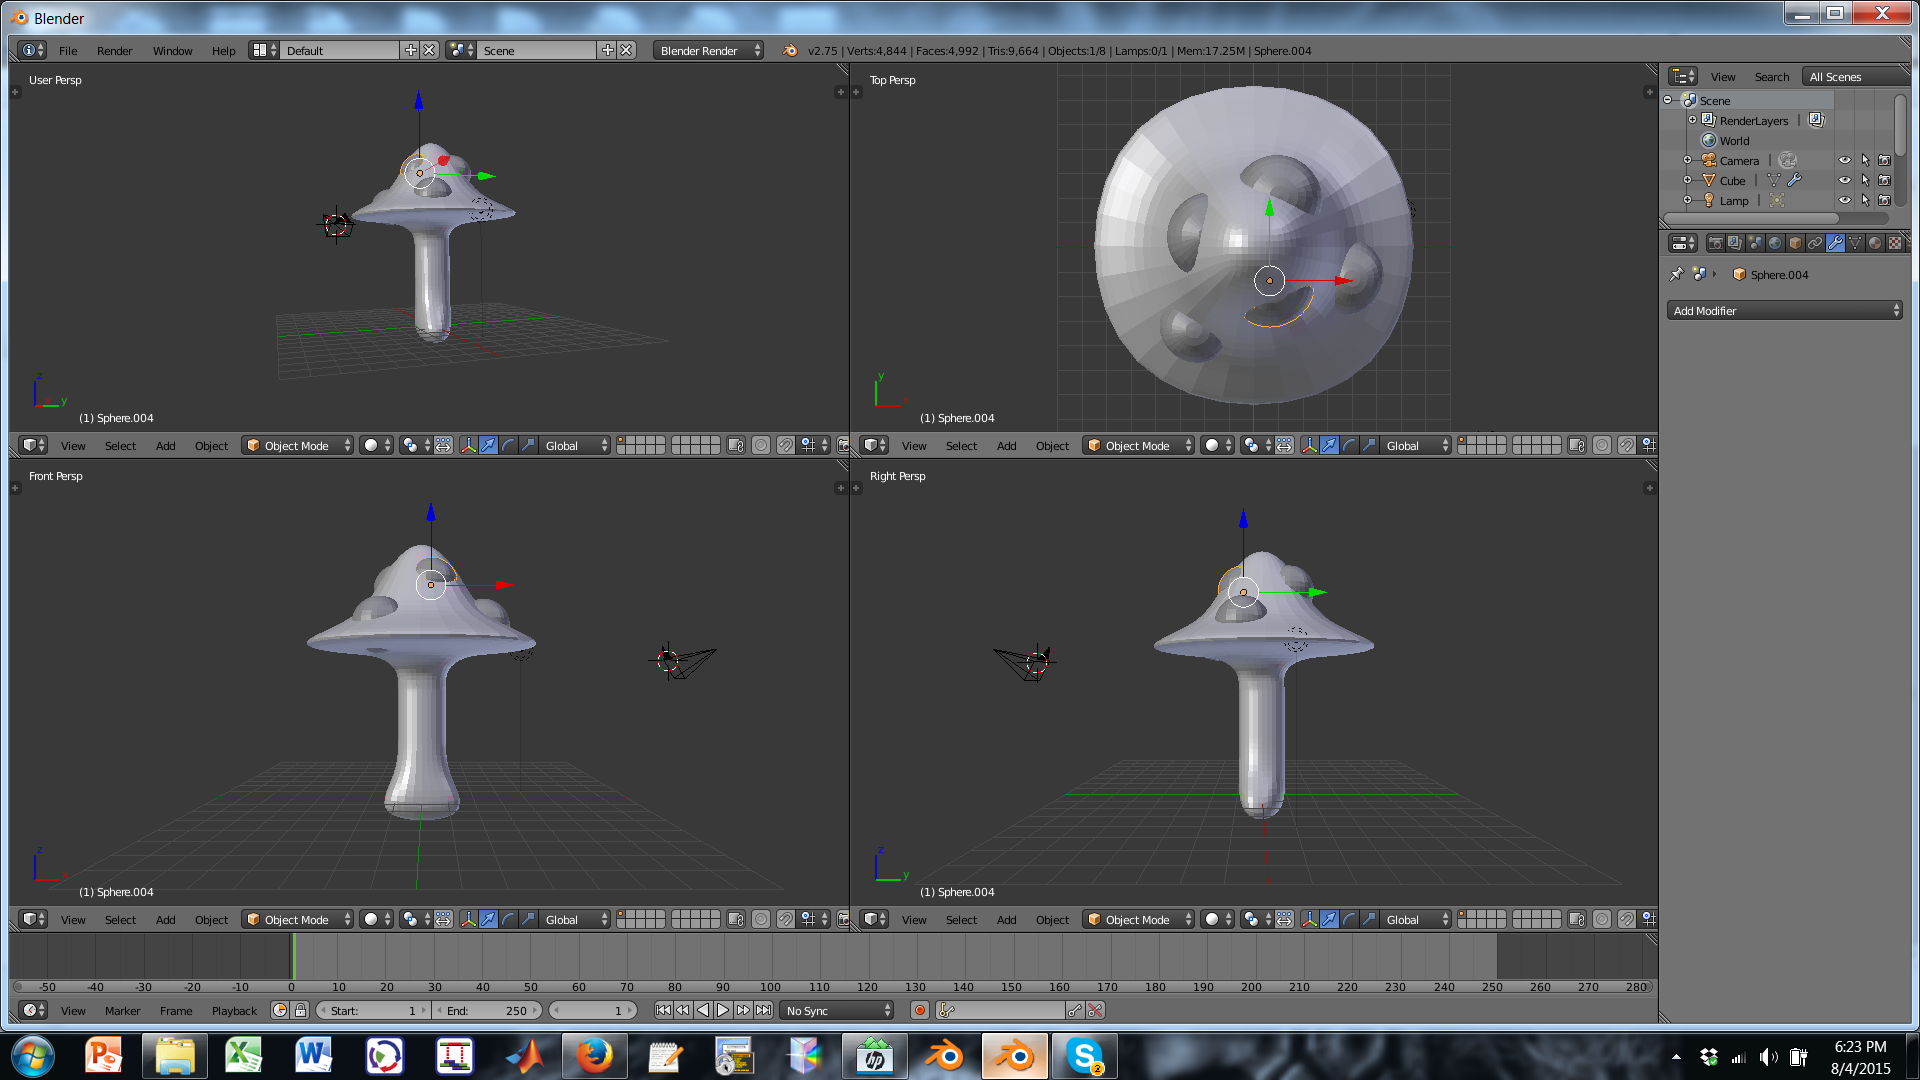 Blender
File Render Window Help Default Scene Blender Render v2.75 | Verts:4,844 | Faces:4,992 | Tris:9,664 | Objects:1/8 | Lamps:0/1 | Mem:17.25M | Sphere.004
User Persp
z
y
(1) Sphere.004
View Select Add Object Object Mode Global
Top Persp
y
(1) Sphere.004
View Select Add Object Object Mode Global
Front Persp
z
x
(1) Sphere.004
View Select Add Object Object Mode Global
Right Persp
z
y
(1) Sphere.004
View Select Add Object Object Mode Global
View Search All Scenes
Scene
RenderLayers |
World
Camera |
Cube |
Lamp |
Sphere.004
Add Modifier
-50 -40 -30 -20 -10 0 10 20 30 40 50 60 70 80 90 100 110 120 130 140 150 160 170 180 190 200 210 220 230 240 250 260 270 280
View Marker Frame Playback Start: 1 End: 250 1 No Sync
6:23 PM
8/4/2015